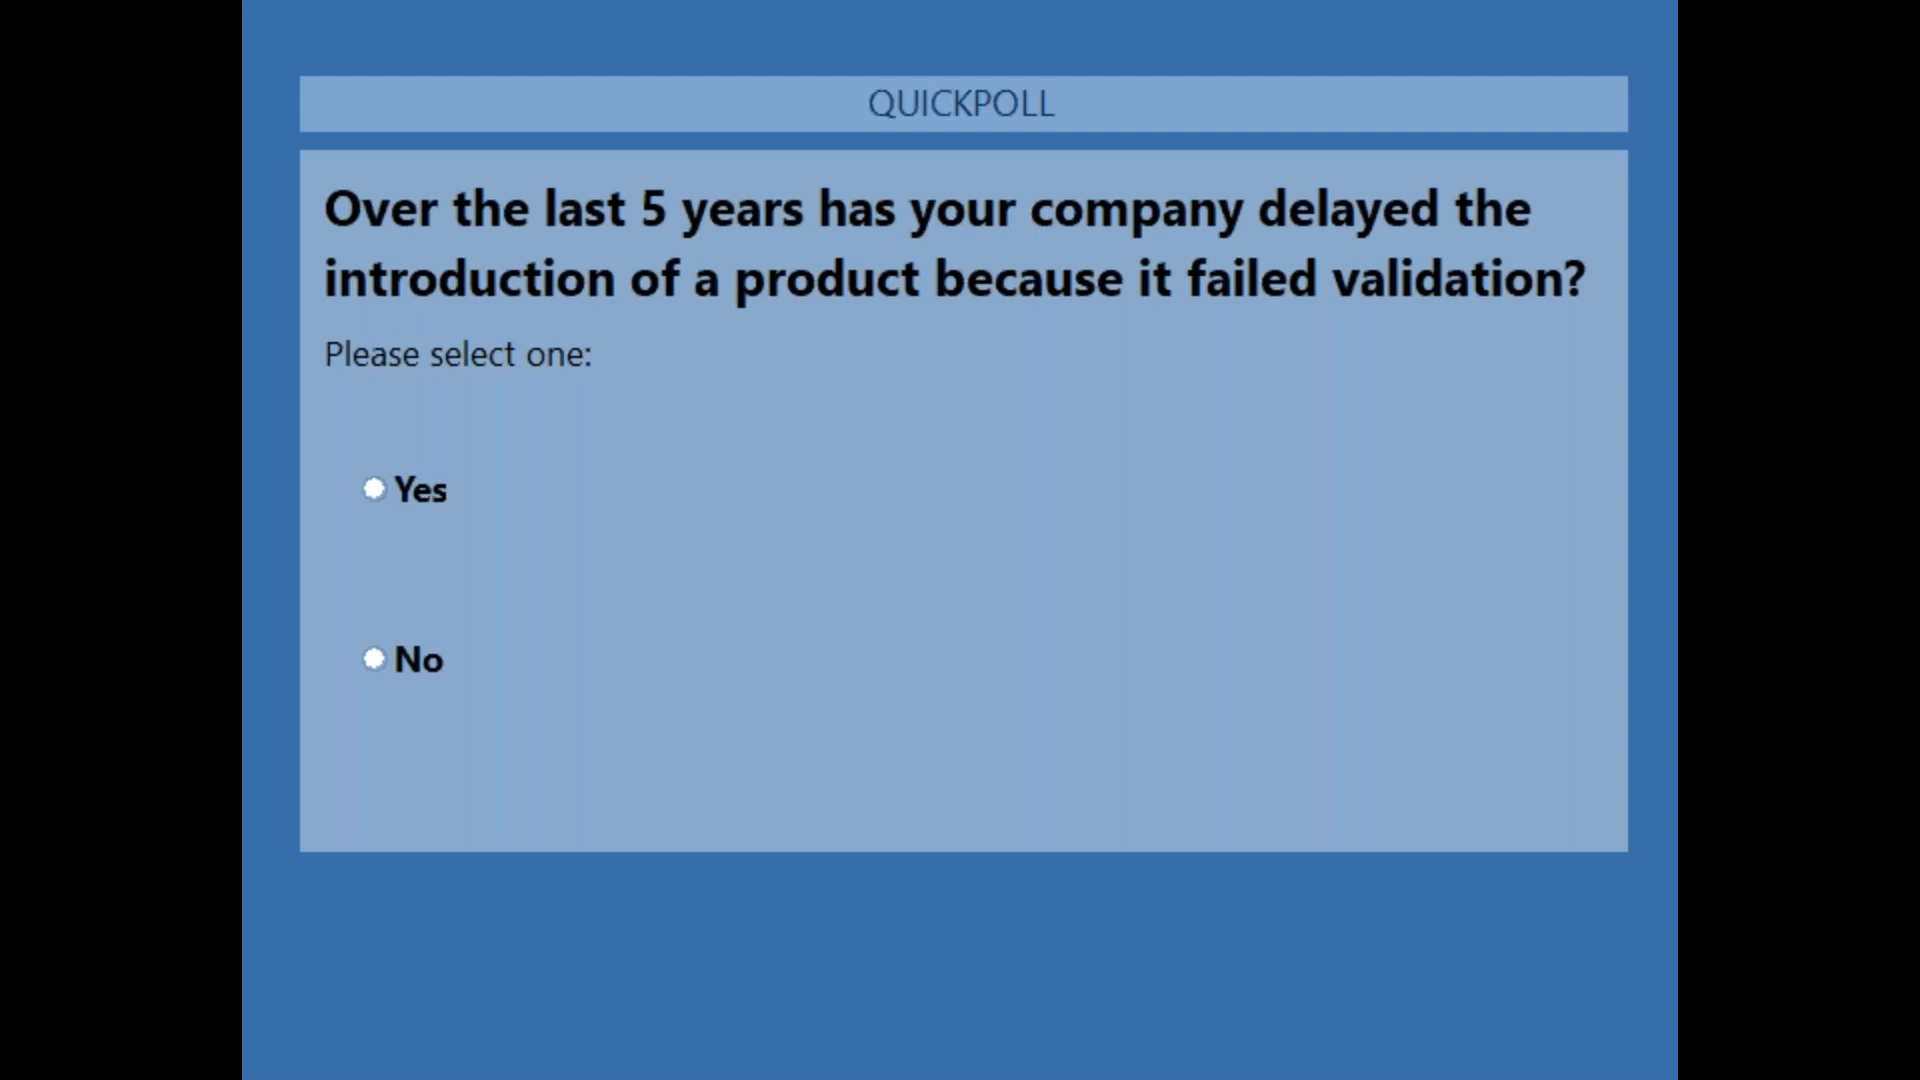 QUICKPOLL
Over the last 5 years has your company delayed the
introduction of a product because it failed validation?
Please select one:
Yes
No